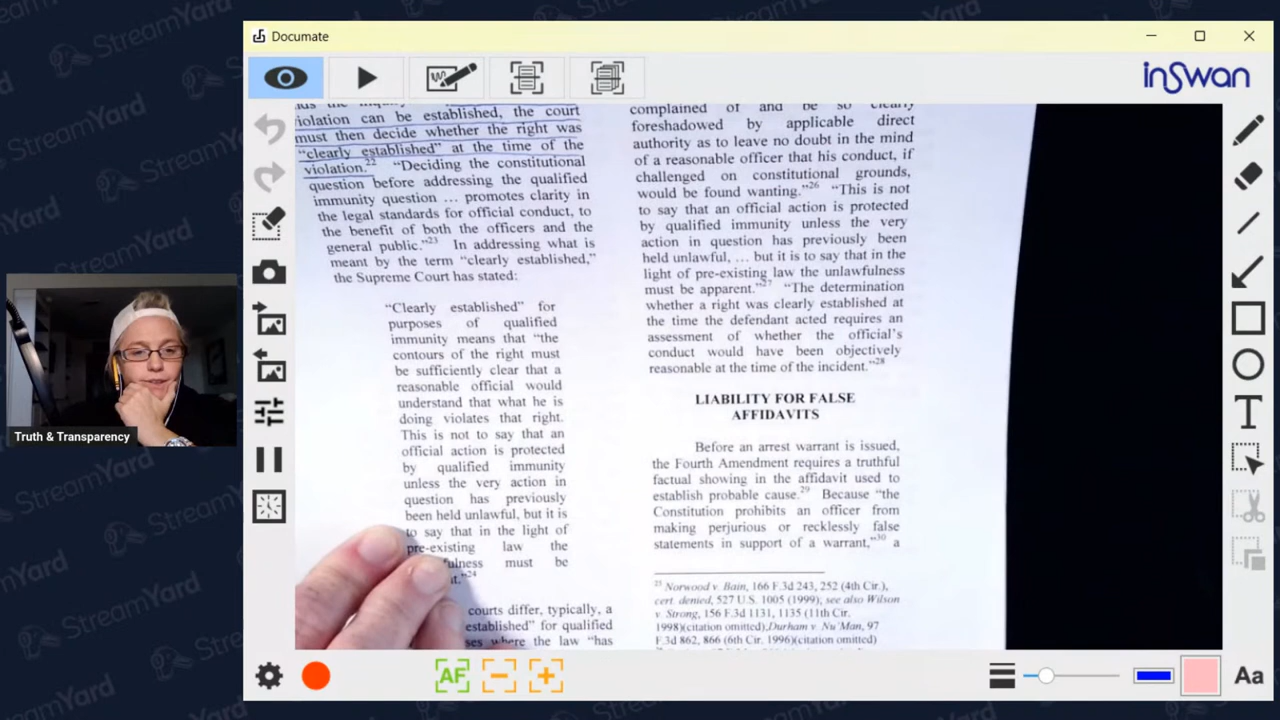 StreamYard
Documate
inswan
violation can be established, the court
must then decide whether the right was
"clearly established" at the time of the
violation.22 "Deciding the constitutional
question before addressing the qualified
immunity question ... promotes clarity in
the legal standards for official conduct, to
the benefit of both the officers and the
general public."23 In addressing what is
meant by the term "clearly established,"
the Supreme Court has stated:
"Clearly established" for
purposes of qualified
immunity means that "the
contours of the right must
be sufficiently clear that a
reasonable official would
understand that what he is
doing violates that right.
This is not to say that an
official action is protected
by qualified immunity
unless the very action in
question has previously
been held unlawful, but it is
to say that in the light of
pre-existing law the
must be
24
courts differ, typically, a
established" for qualified
where the law "has
complained of and be so clearly
foreshadowed by applicable direct
authority as to leave no doubt in the mind
of a reasonable officer that his conduct, if
challenged on constitutional grounds,
would be found wanting."26 "This is not
to say that an official action is protected
by qualified immunity unless the very
action in question has previously been
held unlawful, ... but it is to say that in the
light of pre-existing law the unlawfulness
must be apparent."27 "The determination
whether a right was clearly established at
the time the defendant acted requires an
assessment of whether the official's
conduct would have been objectively
reasonable at the time of the incident."28
LIABILITY FOR FALSE
AFFIDAVITS
Before an arrest warrant is issued,
the Fourth Amendment requires a truthful
factual showing in the affidavit used to
establish probable cause.29 Because "the
Constitution prohibits an officer from
making perjurious or recklessly false
statements in support of a warrant,"30 a
25 Norwood v. Bain, 166 F.3d 243, 252 (4th Cir.),
cert. denied, 527 U.S. 1005 (1999); see also Wilson
v. Strong, 156 F.3d 1131, 1135 (11th Cir.
1998)(citation omitted);Durham v. Nu'Man, 97
F.3d 862, 866 (6th Cir. 1996)(citation omitted)
Truth & Transparency
AF
T
Aa